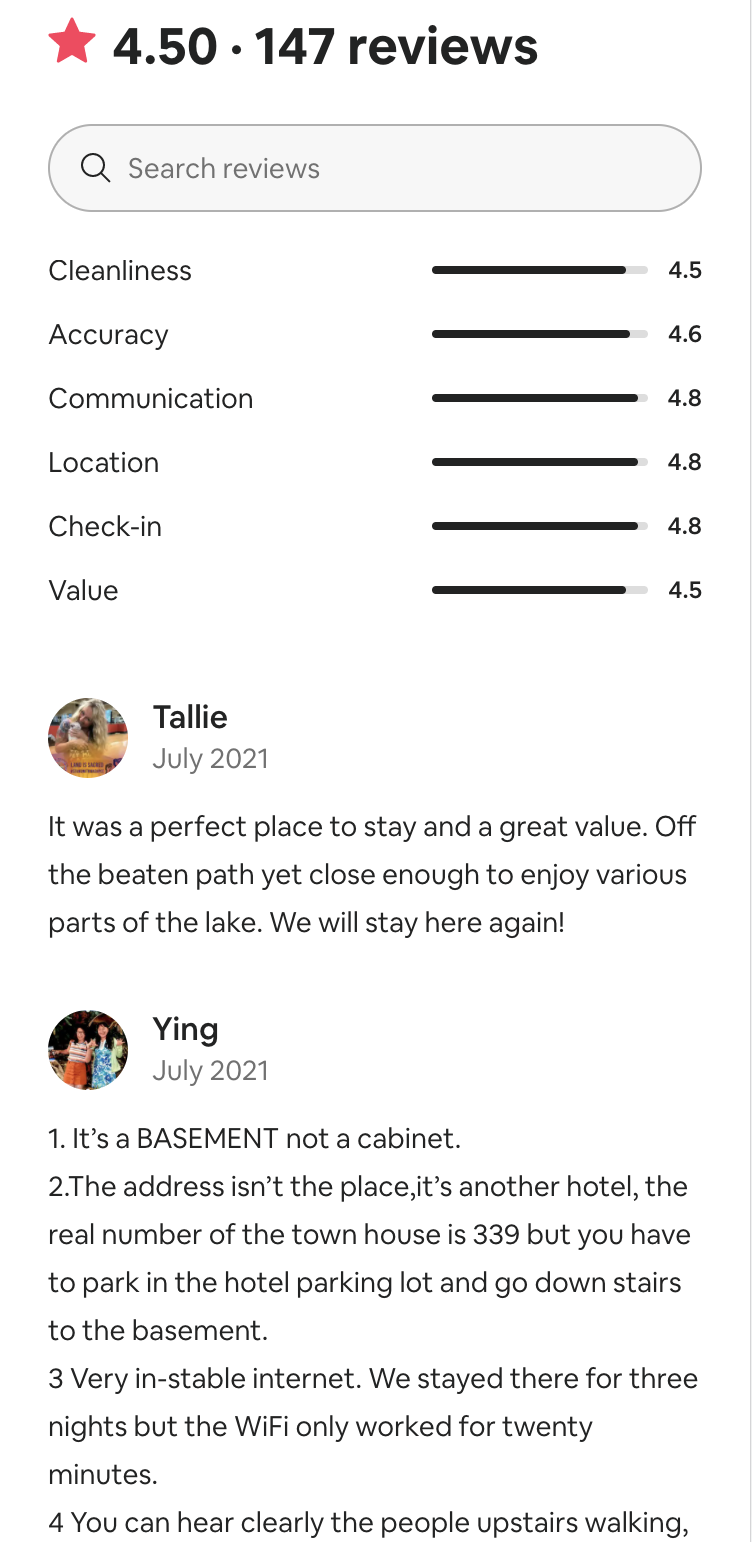 4.50 · 147 reviews
Search reviews
Cleanliness 4.5
Accuracy 4.6
Communication 4.8
Location 4.8
Check-in 4.8
Value 4.5
Tallie
July 2021
It was a perfect place to stay and a great value. Off
the beaten path yet close enough to enjoy various
parts of the lake. We will stay here again!
Ying
July 2021
1. It’s a BASEMENT not a cabinet.
2.The address isn’t the place,it’s another hotel, the
real number of the town house is 339 but you have
to park in the hotel parking lot and go down stairs
to the basement.
3 Very in-stable internet. We stayed there for three
nights but the WiFi only worked for twenty
minutes.
4 You can hear clearly the people upstairs walking,